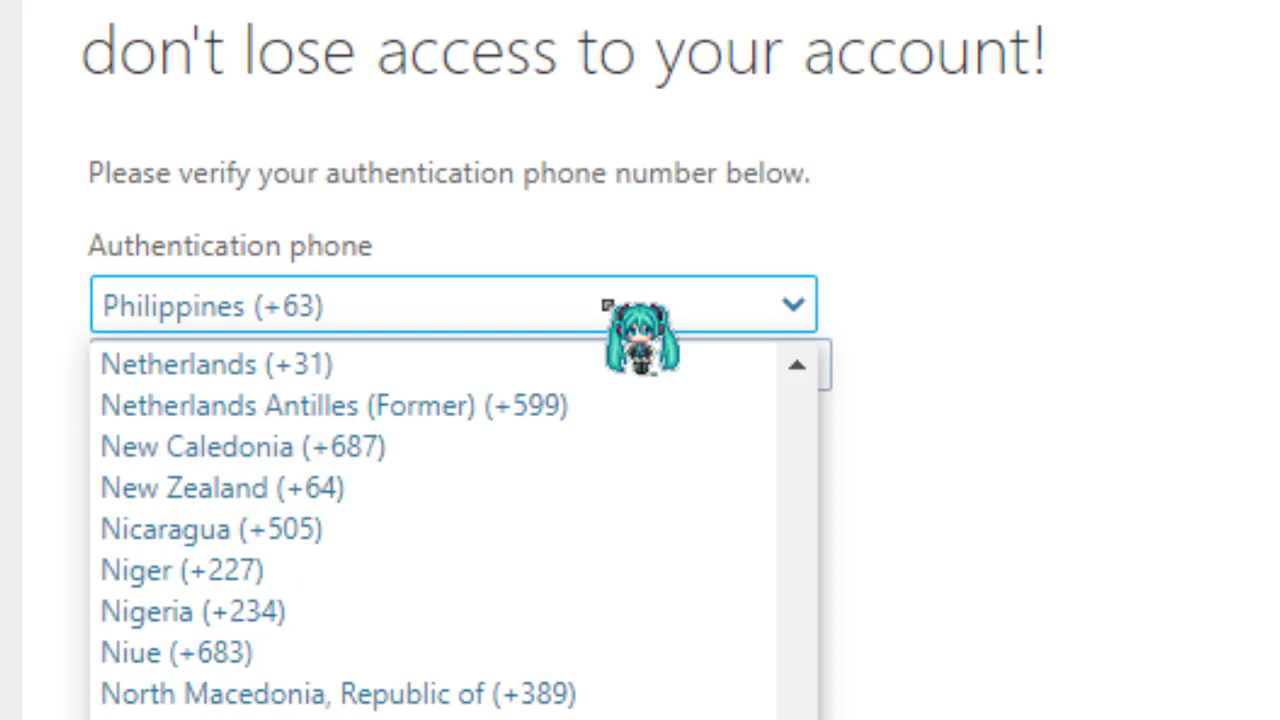 don't lose access to your account!
Please verify your authentication phone number below.
Authentication phone
Philippines (+63)
Netherlands (+31)
Netherlands Antilles (Former) (+599)
New Caledonia (+687)
New Zealand (+64)
Nicaragua (+505)
Niger (+227)
Nigeria (+234)
Niue (+683)
North Macedonia, Republic of (+389)